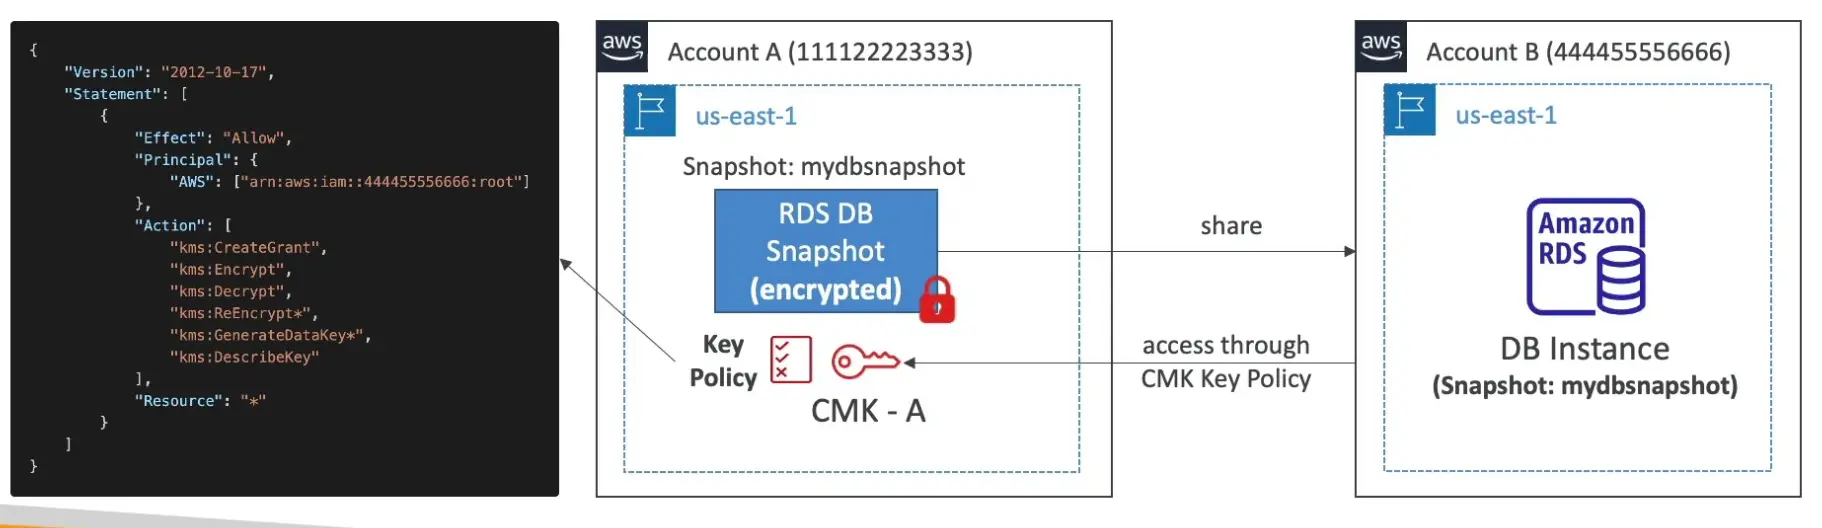 {
"Version": "2012-10-17",
"Statement": [
{
"Effect": "Allow",
"Principal": {
"AWS": ["arn:aws:iam::444455556666:root"]
},
"Action": [
"kms:CreateGrant",
"kms:Encrypt",
"kms:Decrypt",
"kms:ReEncrypt*",
"kms:GenerateDataKey*",
"kms:DescribeKey"
],
"Resource": "*"
}
]
}
aws
Account A (111122223333)
us-east-1
Snapshot: mydbsnapshot
RDS DB
Snapshot
(encrypted)
Key
Policy
CMK - A
share
access through
CMK Key Policy
aws
Account B (444455556666)
us-east-1
Amazon
RDS
DB Instance
(Snapshot: mydbsnapshot)